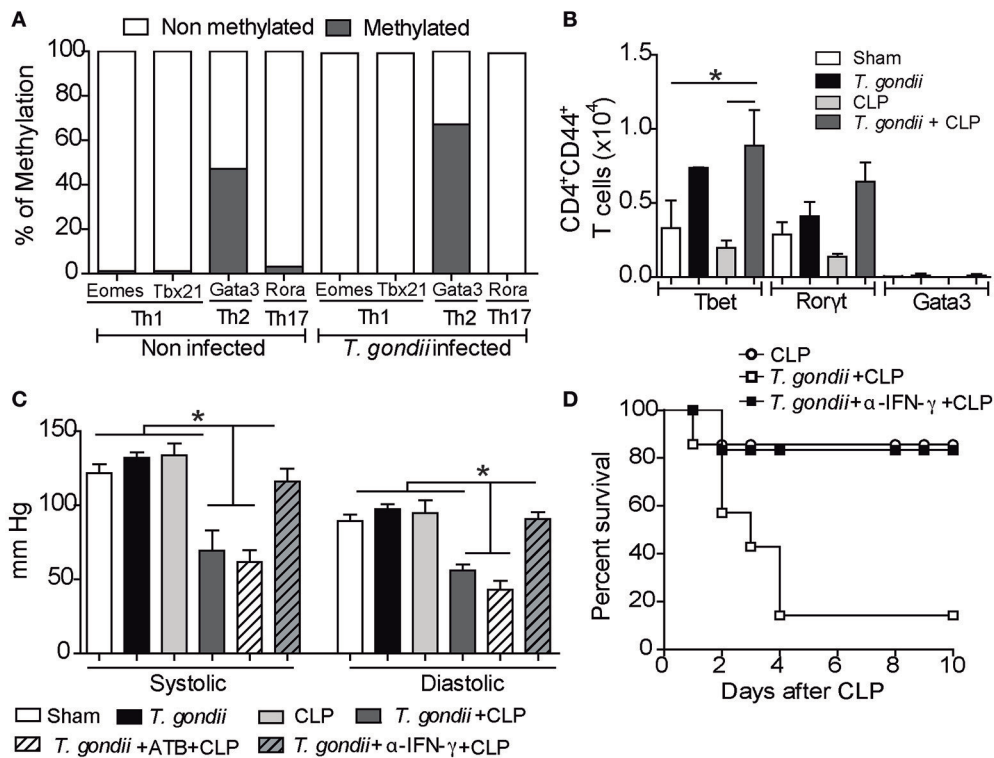 A
Non methylated
Methylated
% of Methylation
100
80
60
40
20
0
Eomes Tbx21 Gata3 Rora Eomes Tbx21 Gata3 Rora
Th1 Th2 Th17 Th1 Th2 Th17
Non infected T. gondii infected
B
Sham
T. gondii
CLP
T. gondii + CLP
*
CD4+CD44+
T cells (x10⁴)
1.5
1.0
0.5
0.0
Tbet Rorγt Gata3
C
mm Hg
150
100
50
0
*
*
Systolic Diastolic
Sham T. gondii CLP T. gondii +CLP
T. gondii +ATB+CLP T. gondii+α-IFN-γ+CLP
D
CLP
T. gondii +CLP
T. gondii+α-IFN-γ +CLP
Percent survival
100
80
60
40
20
0
0 2 4 6 8 10
Days after CLP